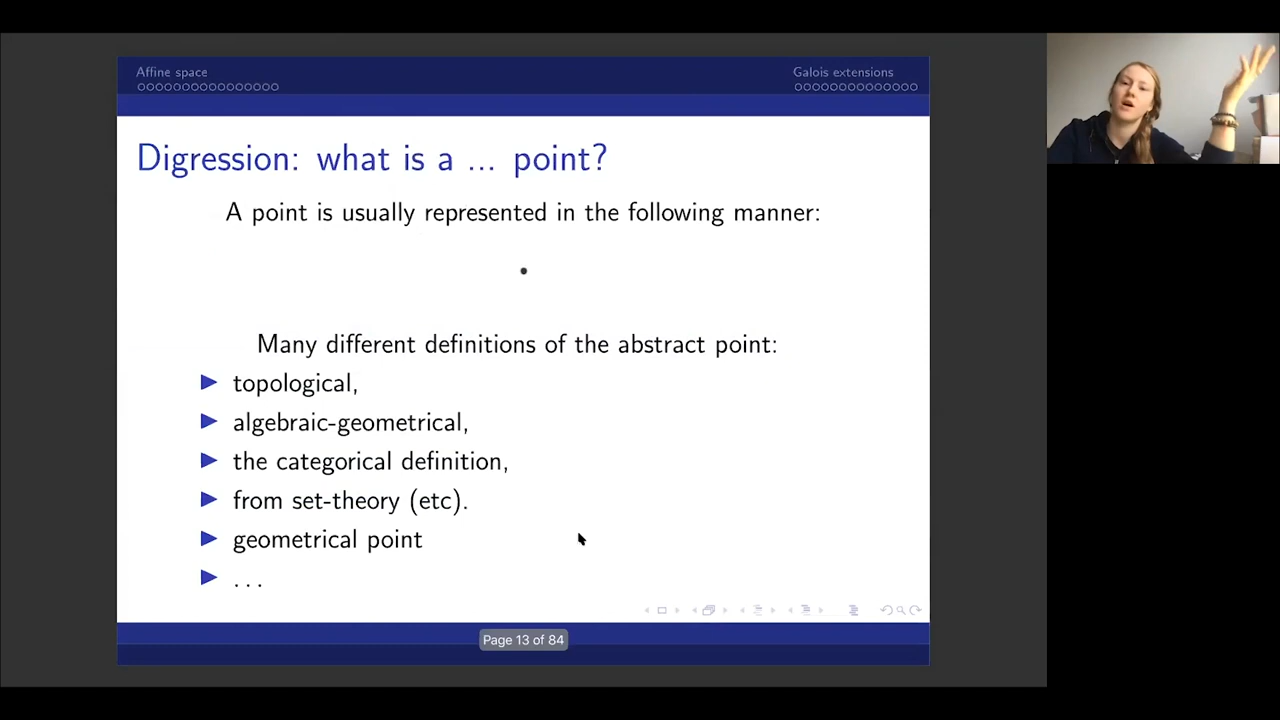 Affine space
Galois extensions
Digression: what is a ... point?
A point is usually represented in the following manner:
Many different definitions of the abstract point:
topological,
algebraic-geometrical,
the categorical definition,
from set-theory (etc).
geometrical point
...
Page 13 of 84